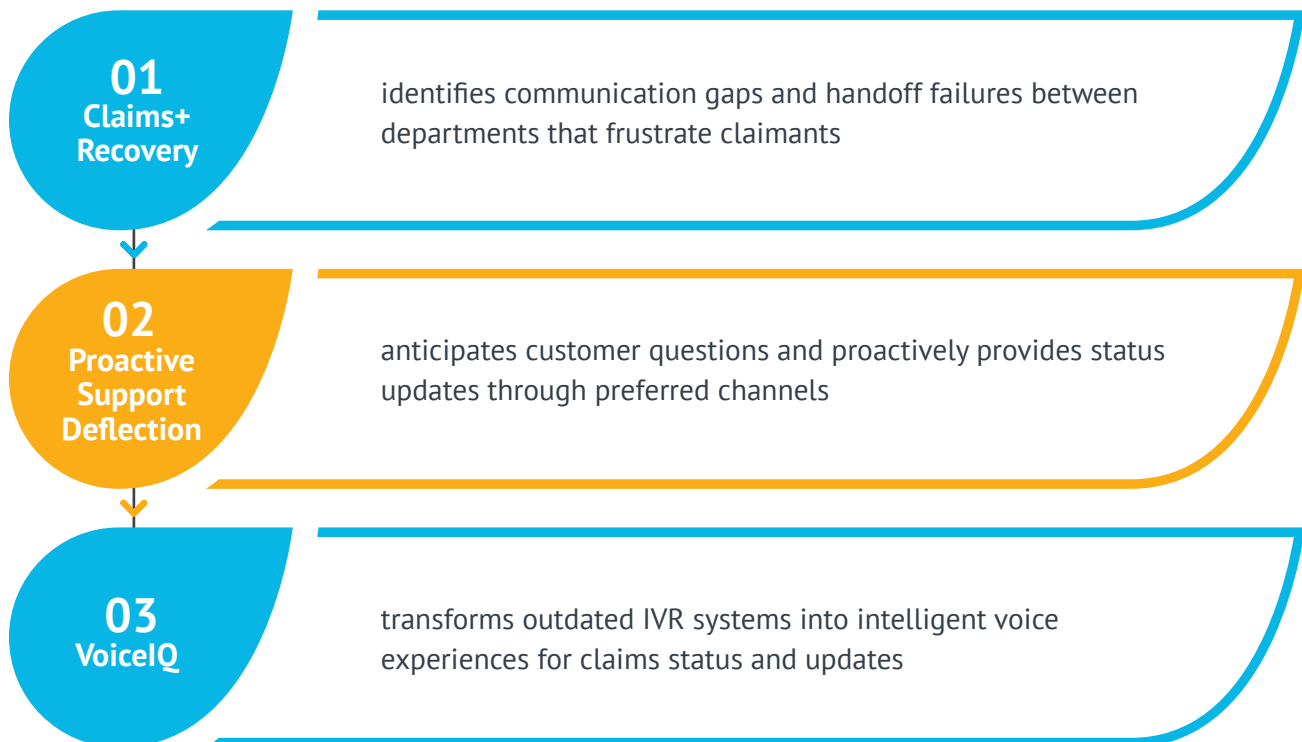 01
Claims+
Recovery
identifies communication gaps and handoff failures between
departments that frustrate claimants
02
Proactive
Support
Deflection
anticipates customer questions and proactively provides status
updates through preferred channels
03
VoiceIQ
transforms outdated IVR systems into intelligent voice
experiences for claims status and updates